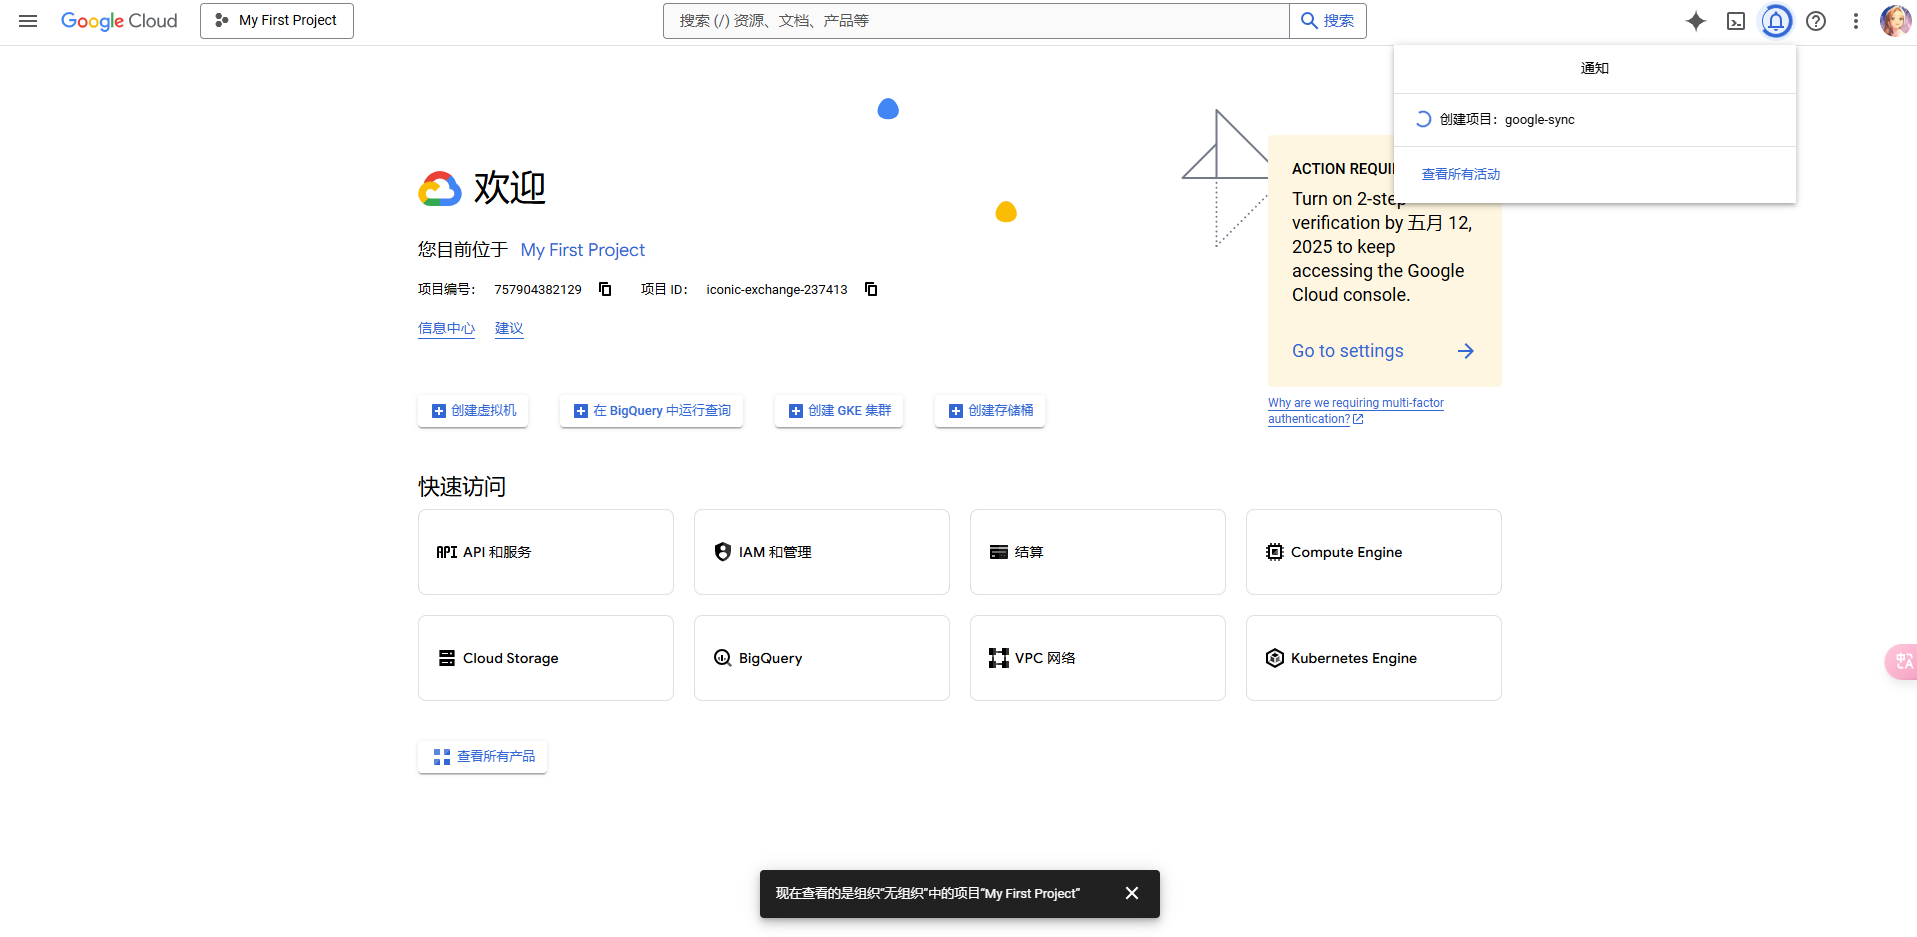 Google Cloud
My First Project
搜索 (/) 资源、文档、产品等
搜索
通知
创建项目：google-sync
查看所有活动
欢迎
您目前位于 My First Project
项目编号： 757904382129 项目 ID： iconic-exchange-237413
信息中心 建议
ACTION REQUI
Turn on 2-step
verification by 五月 12,
2025 to keep
accessing the Google
Cloud console.
Go to settings
Why are we requiring multi-factor
authentication?
创建虚拟机
在 BigQuery 中运行查询
创建 GKE 集群
创建存储桶
快速访问
API API 和服务
IAM 和管理
结算
Compute Engine
Cloud Storage
BigQuery
VPC 网络
Kubernetes Engine
查看所有产品
中
A
现在查看的是组织“无组织”中的项目“My First Project”